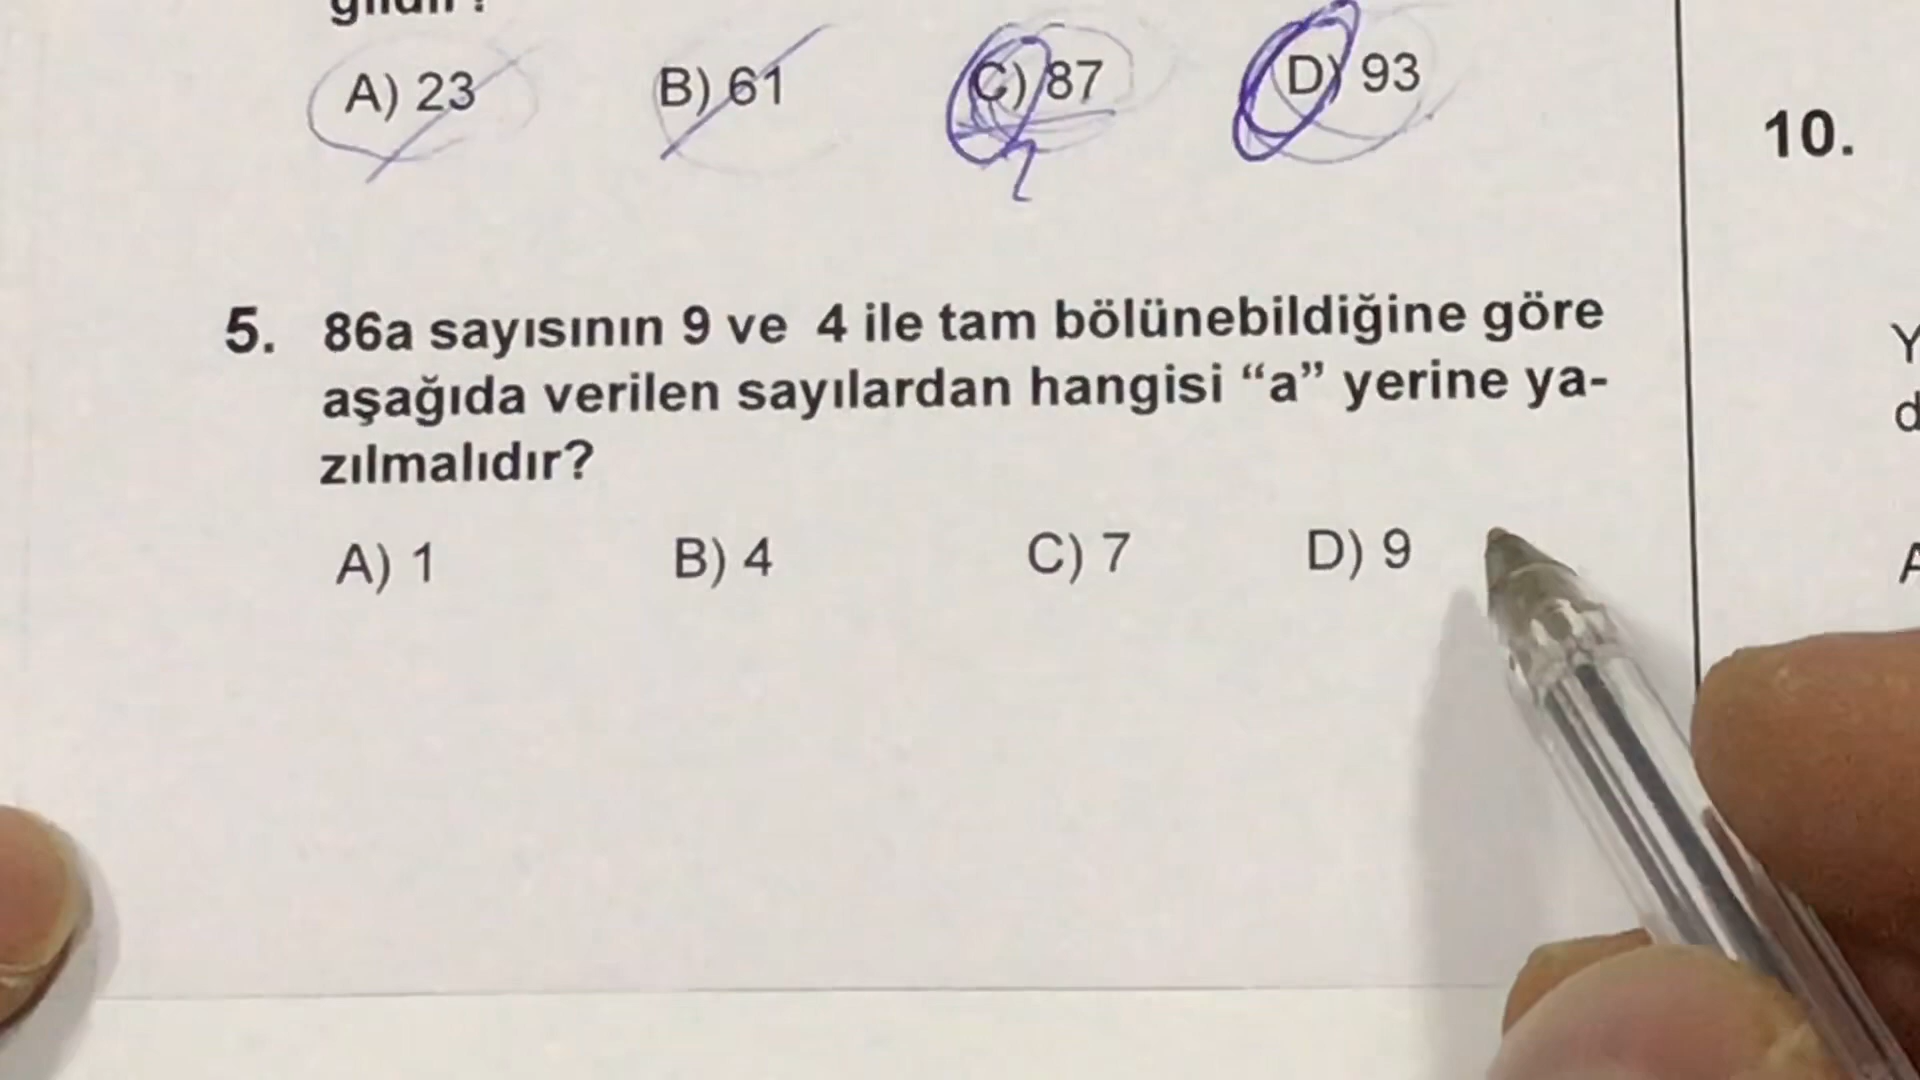 A) 23 B) 61 C) 87 D) 93
10.
5. 86a sayısının 9 ve 4 ile tam bölünebildiğine göre
aşağıda verilen sayılardan hangisi “a” yerine ya-
zılmalıdır?
A) 1 B) 4 C) 7 D) 9
Y
d
A